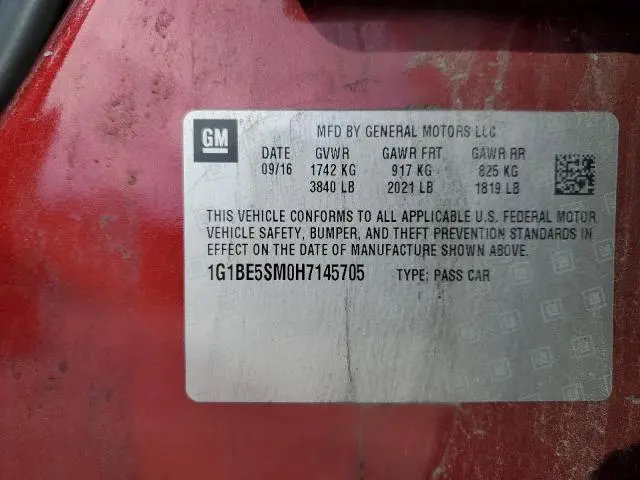 GM MFD BY GENERAL MOTORS LLC
DATE GVWR GAWR FRT GAWR RR
09/16 1742 KG 917 KG 825 KG
3840 LB 2021 LB 1819 LB
THIS VEHICLE CONFORMS TO ALL APPLICABLE U.S. FEDERAL MOTOR
VEHICLE SAFETY, BUMPER, AND THEFT PREVENTION STANDARDS IN
EFFECT ON THE DATE OF MANUFACTURE SHOWN ABOVE.
1G1BE5SM0H7145705 TYPE: PASS CAR